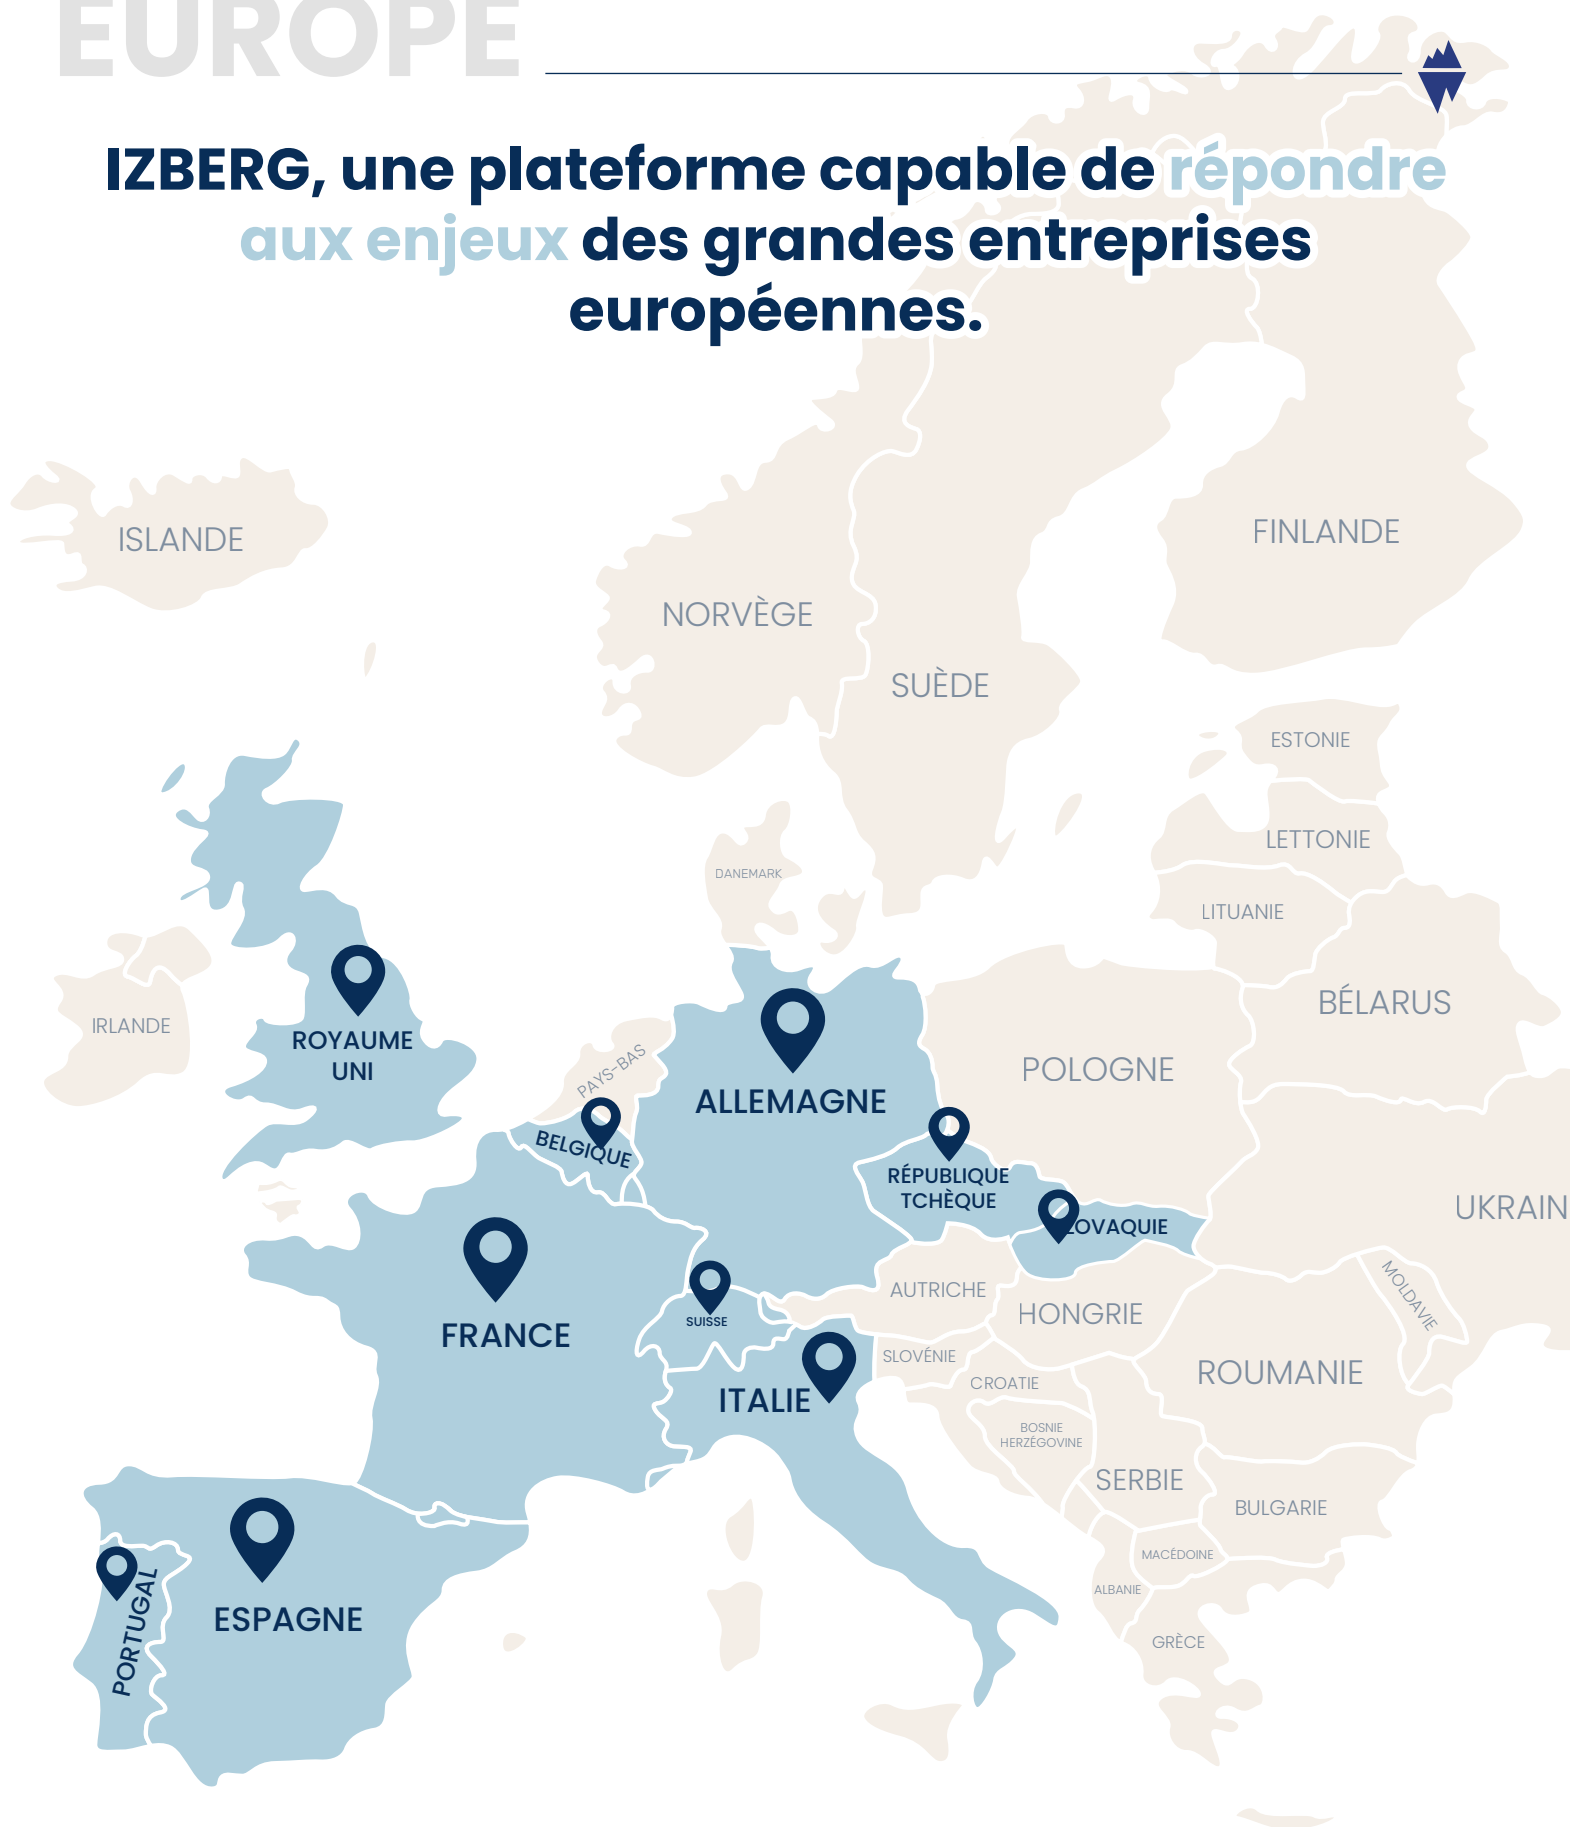 EUROPE
IZBERG, une plateforme capable de répondre
aux enjeux des grandes entreprises
européennes.
ISLANDE
FINLANDE
NORVÈGE
SUÈDE
ESTONIE
LETTONIE
DANEMARK
LITUANIE
BÉLARUS
IRLANDE
ROYAUME
UNI
PAYS-BAS
POLOGNE
ALLEMAGNE
BELGIQUE
RÉPUBLIQUE
TCHÈQUE
UKRAIN
LOVAQUIE
AUTRICHE
MOLDAVIE
HONGRIE
SUISSE
FRANCE
SLOVÉNIE
ROUMANIE
CROATIE
ITALIE
BOSNIE
HERZÉGOVINE
SERBIE
BULGARIE
MACÉDOINE
ALBANIE
PORTUGAL
ESPAGNE
GRÈCE